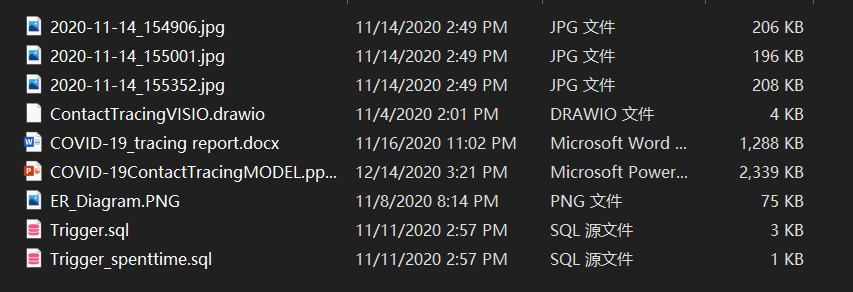 2020-11-14_154906.jpg 11/14/2020 2:49 PM JPG 文件 206 KB
2020-11-14_155001.jpg 11/14/2020 2:49 PM JPG 文件 196 KB
2020-11-14_155352.jpg 11/14/2020 2:49 PM JPG 文件 208 KB
ContactTracingVISIO.drawio 11/4/2020 2:01 PM DRAWIO 文件 4 KB
COVID-19_tracing report.docx 11/16/2020 11:02 PM Microsoft Word ... 1,288 KB
COVID-19ContactTracingMODEL.pp... 12/14/2020 3:21 PM Microsoft Power... 2,339 KB
ER_Diagram.PNG 11/8/2020 8:14 PM PNG 文件 75 KB
Trigger.sql 11/11/2020 2:57 PM SQL 源文件 3 KB
Trigger_spenttime.sql 11/11/2020 2:57 PM SQL 源文件 1 KB